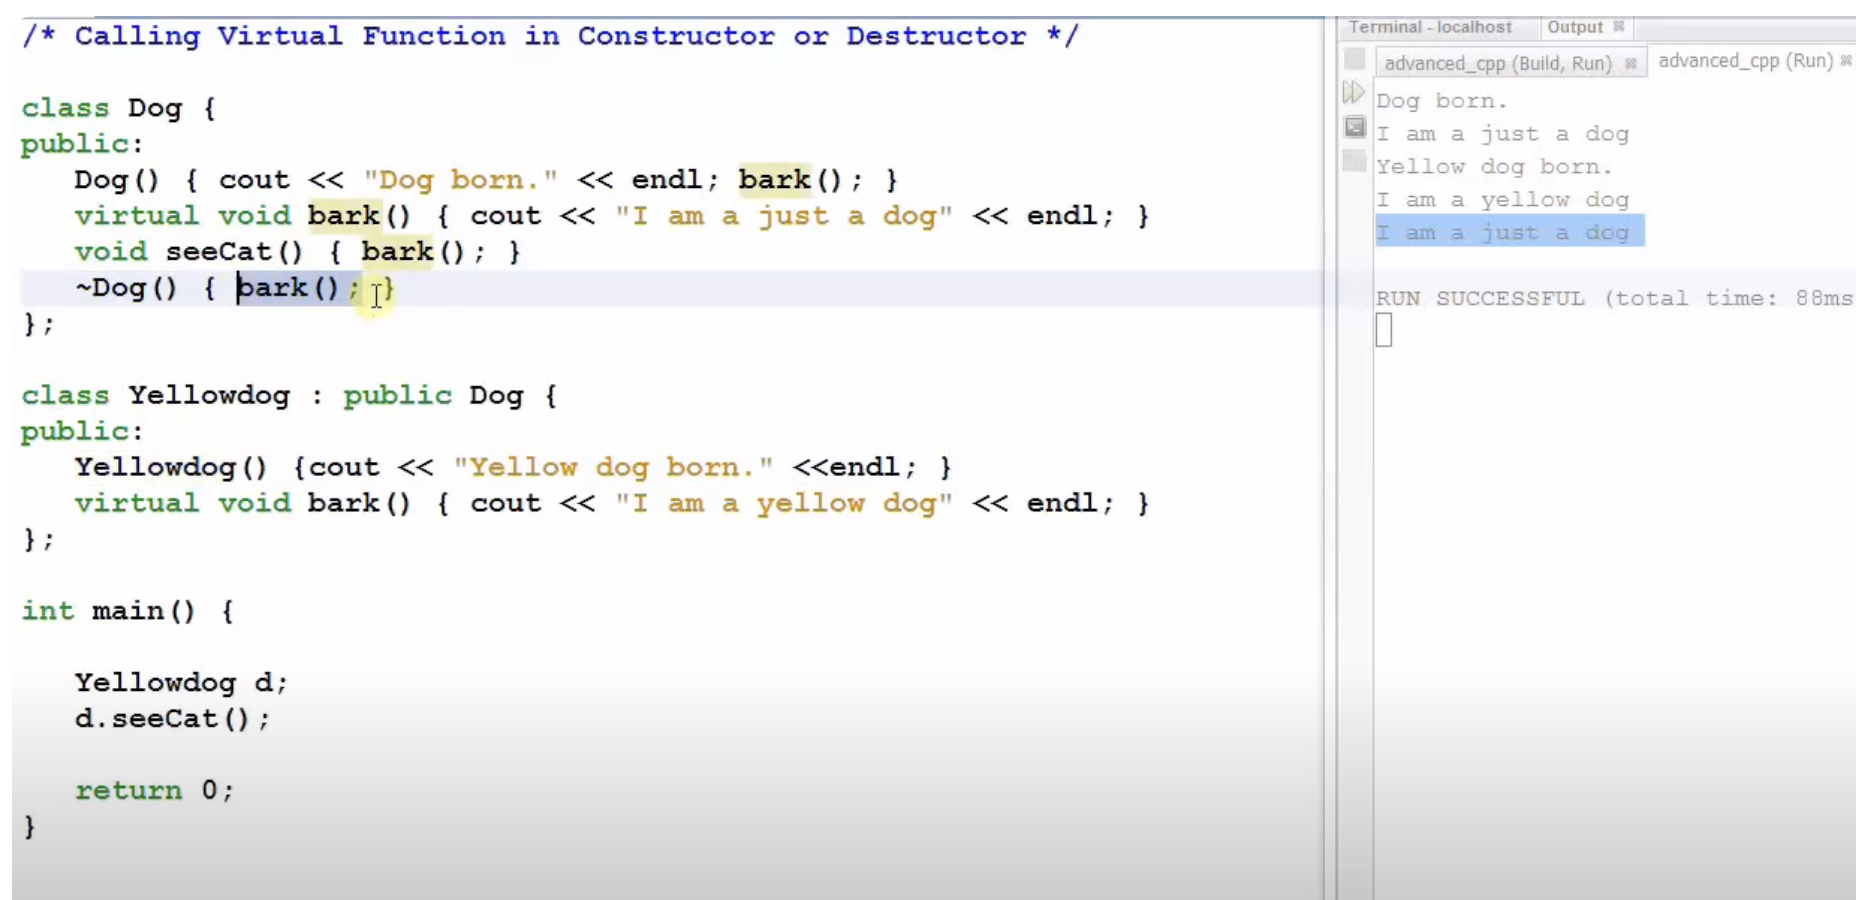 /* Calling Virtual Function in Constructor or Destructor */
class Dog {
public:
   Dog() { cout << "Dog born." << endl; bark(); }
   virtual void bark() { cout << "I am a just a dog" << endl; }
   void seeCat() { bark(); }
   ~Dog() { bark(); }
};
class Yellowdog : public Dog {
public:
   Yellowdog() {cout << "Yellow dog born." <<endl; }
   virtual void bark() { cout << "I am a yellow dog" << endl; }
};
int main() {
   Yellowdog d;
   d.seeCat();
   return 0;
}
Terminal - localhost Output
advanced_cpp (Build, Run) advanced_cpp (Run)
Dog born.
I am a just a dog
Yellow dog born.
I am a yellow dog
I am a just a dog
RUN SUCCESSFUL (total time: 88ms